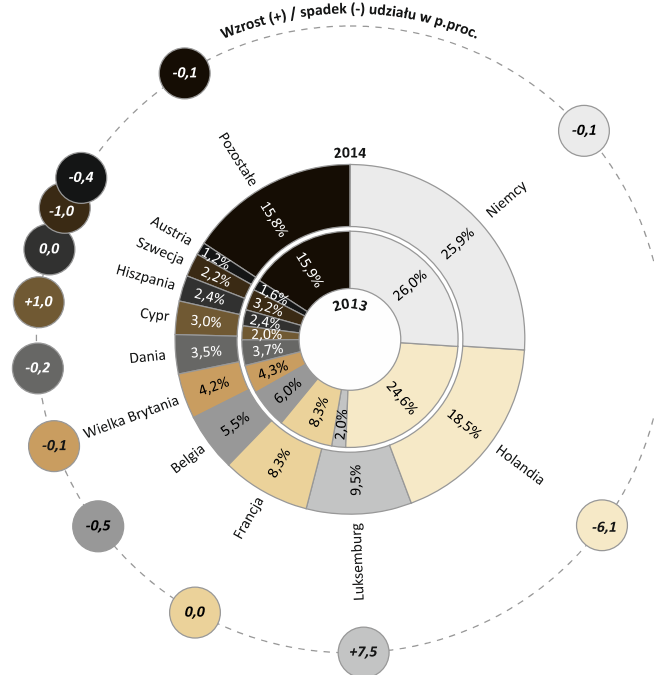 Wzrost (+) / spadek (-) udziału w p.proc.
-0,1
-0,1
2014
Pozostałe
15,8%
Niemcy
25,9%
-0,4
-1,0
0,0
+1,0
-0,2
-0,1
-0,5
0,0
+7,5
-6,1
Austria
1,2%
Szwecja
2,2%
Hiszpania
2,4%
Cypr
3,0%
Dania
3,5%
Wielka Brytania
4,2%
Belgia
5,5%
Francja
8,3%
Luksemburg
9,5%
Holandia
18,5%
2013
15,9%
26,0%
1,6%
3,2%
2,4%
2,0%
3,7%
4,3%
6,0%
8,3%
2,0%
24,6%